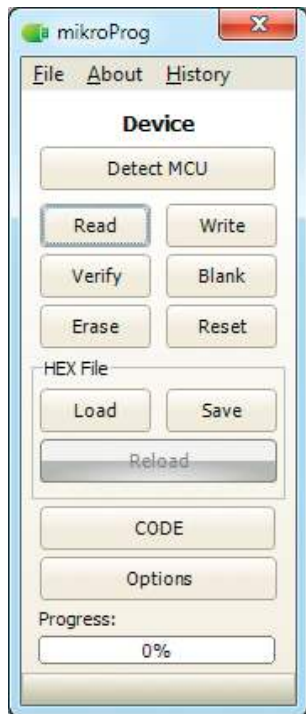 mikroProg
File About History
Device
Detect MCU
Read Write
Verify Blank
Erase Reset
HEX File
Load Save
Reload
CODE
Options
Progress:
0%